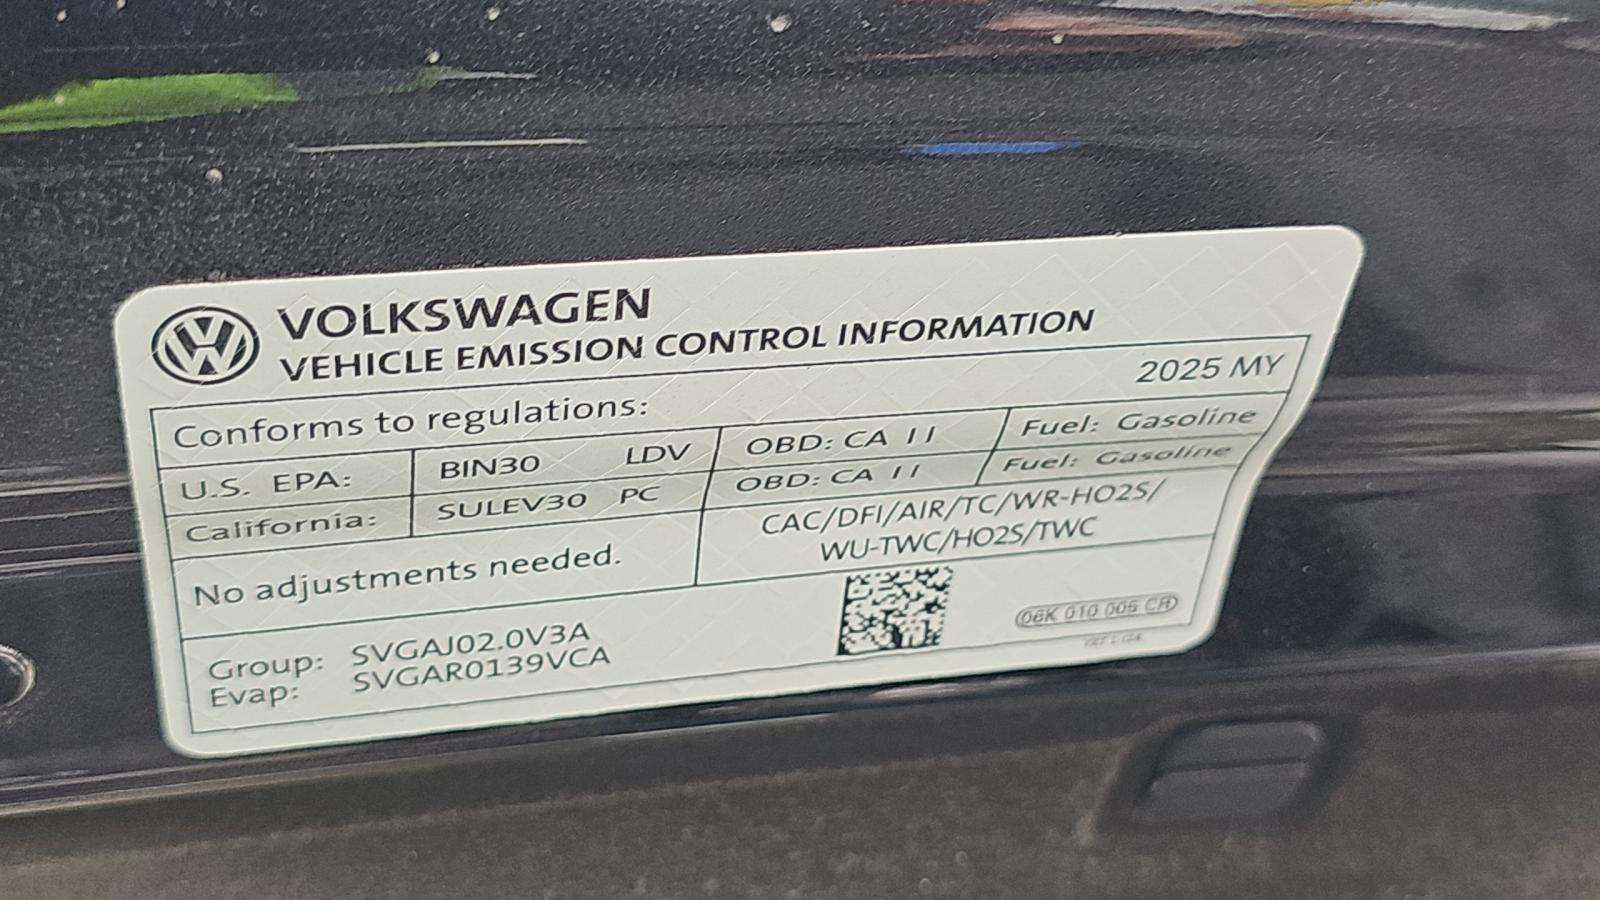 VOLKSWAGEN
VEHICLE EMISSION CONTROL INFORMATION
2025 MY
Conforms to regulations:
U.S. EPA: BIN30 LDV OBD: CA II Fuel: Gasoline
California: SULEV30 PC OBD: CA II Fuel: Gasoline
No adjustments needed. CAC/DFI/AIR/TC/WR-HO2S/
WU-TWC/HO2S/TWC
Group: SVGAJ02.0V3A
Evap: SVGAR0139VCA
06K 010 005